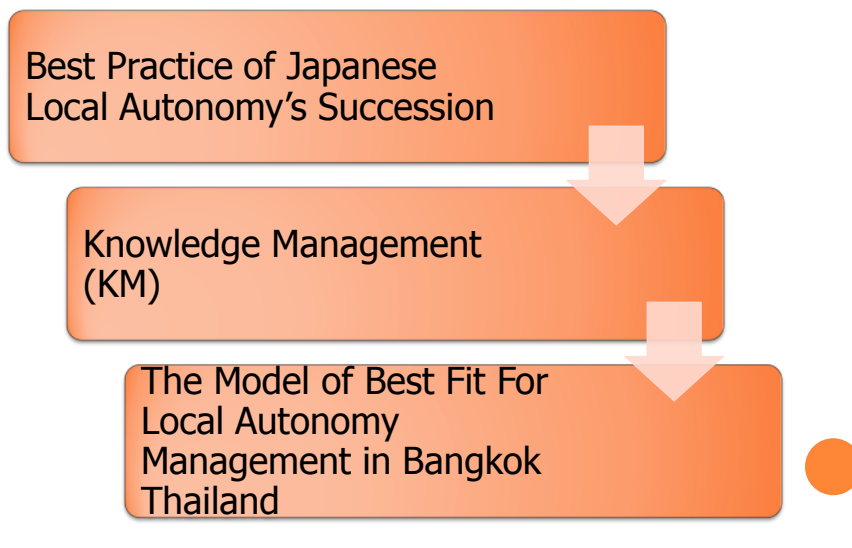 Best Practice of Japanese
Local Autonomy’s Succession
Knowledge Management
(KM)
The Model of Best Fit For
Local Autonomy
Management in Bangkok
Thailand